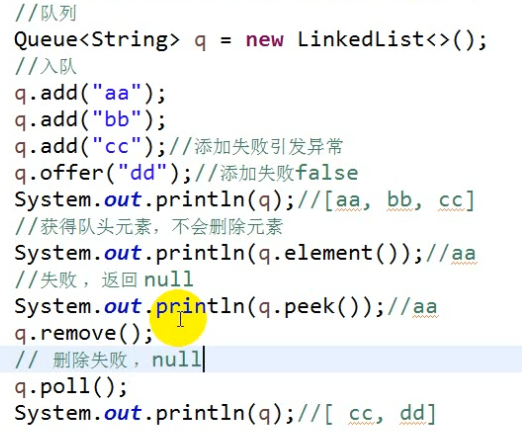 //队列
Queue<String> q = new LinkedList<>();
//入队
q.add("aa");
q.add("bb");
q.add("cc");//添加失败引发异常
q.offer("dd");//添加失败false
System.out.println(q);//[aa, bb, cc]
//获得队头元素，不会删除元素
System.out.println(q.element());//aa
//失败，返回 null
System.out.println(q.peek());//aa
q.remove();
// 删除失败，null
q.poll();
System.out.println(q);//[ cc, dd]